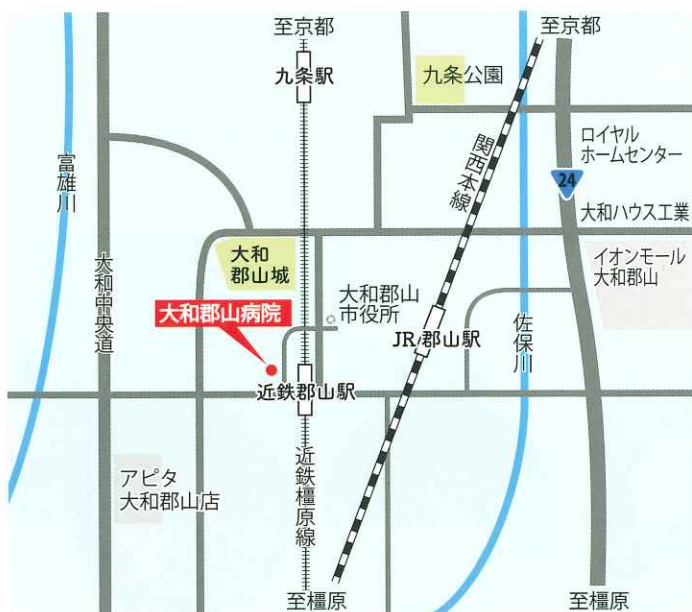 至京都
至京都
九条駅
九条公園
ロイヤル
ホームセンター
関西本線
24
富雄川
大和ハウス工業
大和
郡山城
イオンモール
大和郡山
大和中央道
大和郡山
市役所
大和郡山病院
JR 郡山駅
佐保川
近鉄郡山駅
アピタ
大和郡山店
近鉄橿原線
至橿原
至橿原